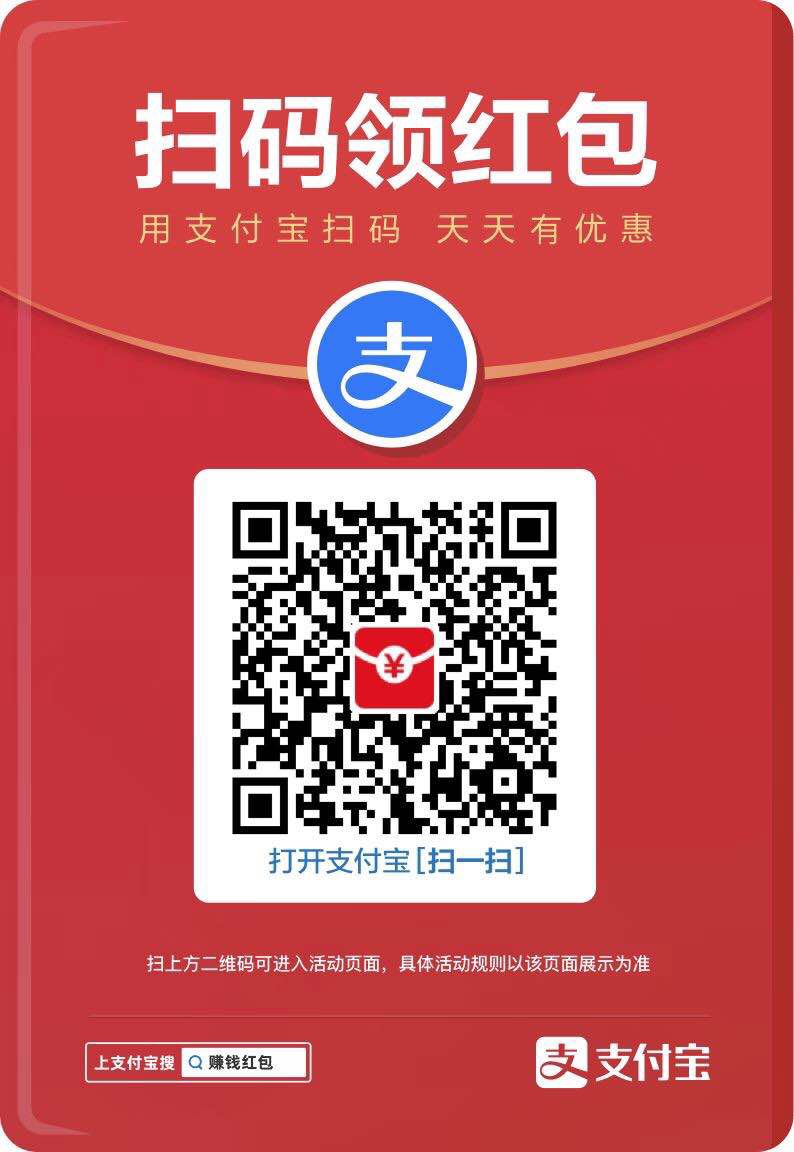 扫码领红包
用支付宝扫码 天天有优惠
支
¥
打开支付宝[扫一扫]
扫上方二维码可进入活动页面，具体活动规则以该页面展示为准
上支付宝搜 赚钱红包
支 支付宝